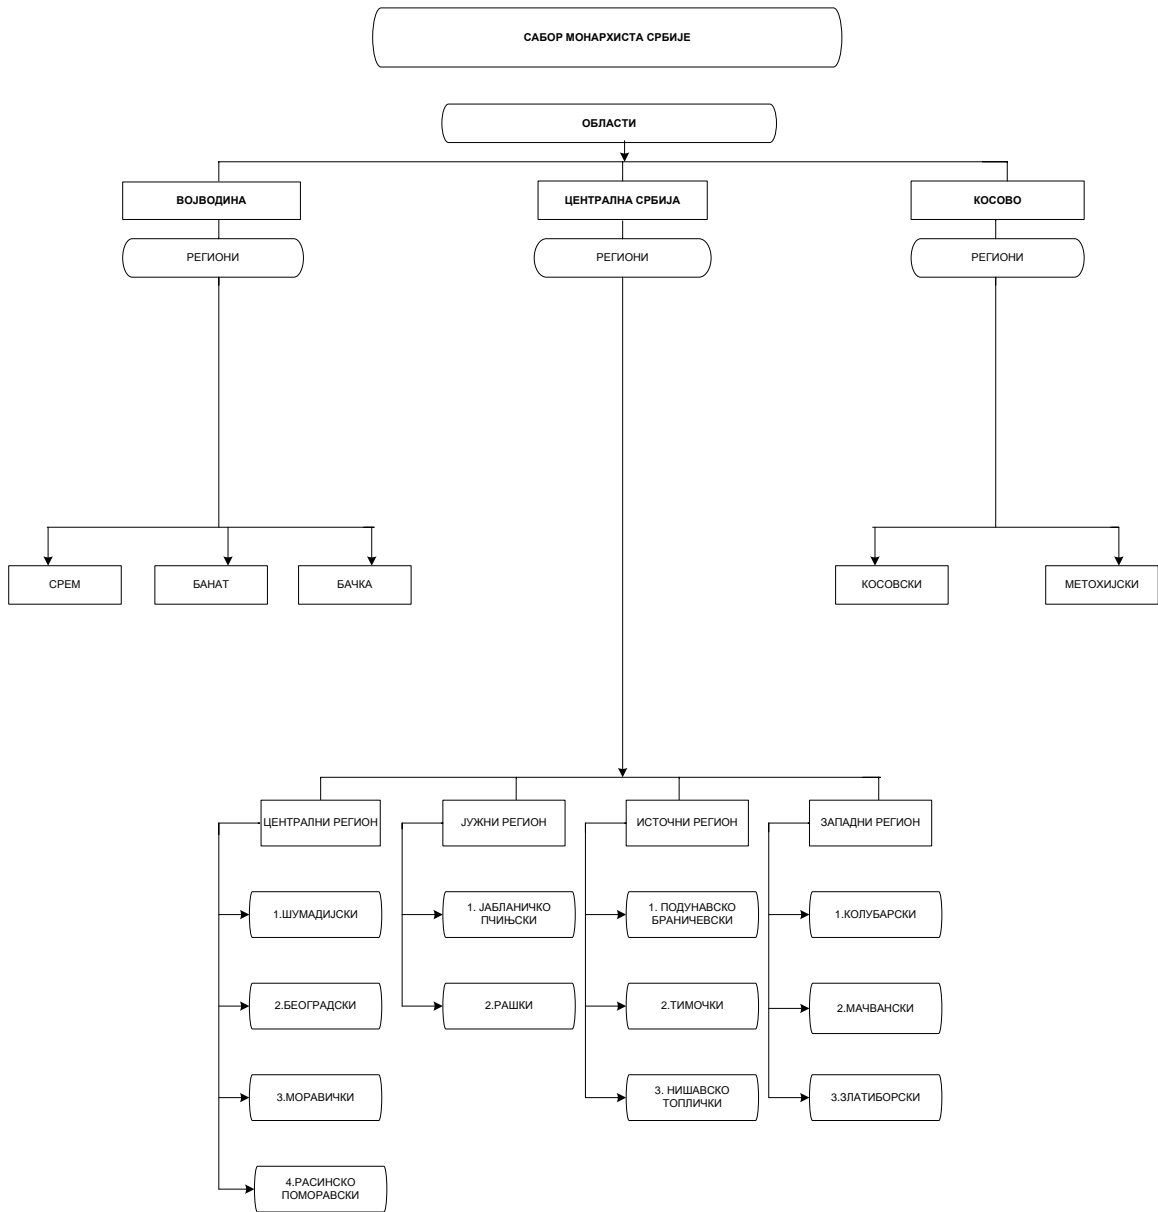 САБОР МОНАРХИСТА СРБИЈЕ
ОБЛАСТИ
ВОЈВОДИНА
ЦЕНТРАЛНА СРБИЈА
КОСОВО
РЕГИОНИ
РЕГИОНИ
РЕГИОНИ
СРЕМ
БАНАТ
БАЧКА
КОСОВСКИ
МЕТОХИЈСКИ
ЦЕНТРАЛНИ РЕГИОН
ЈУЖНИ РЕГИОН
ИСТОЧНИ РЕГИОН
ЗАПАДНИ РЕГИОН
1.ШУМАДИЈСКИ
1. ЈАБЛАНИЧКО
ПЧИЊСКИ
1. ПОДУНАВСКО
БРАНИЧЕВСКИ
1.КОЛУБАРСКИ
2.БЕОГРАДСКИ
2.РАШКИ
2.ТИМОЧКИ
2.МАЧВАНСКИ
3.МОРАВИЧКИ
3. НИШАВСКО
ТОПЛИЧКИ
3.ЗЛАТИБОРСКИ
4.РАСИНСКО
ПОМОРАВСКИ